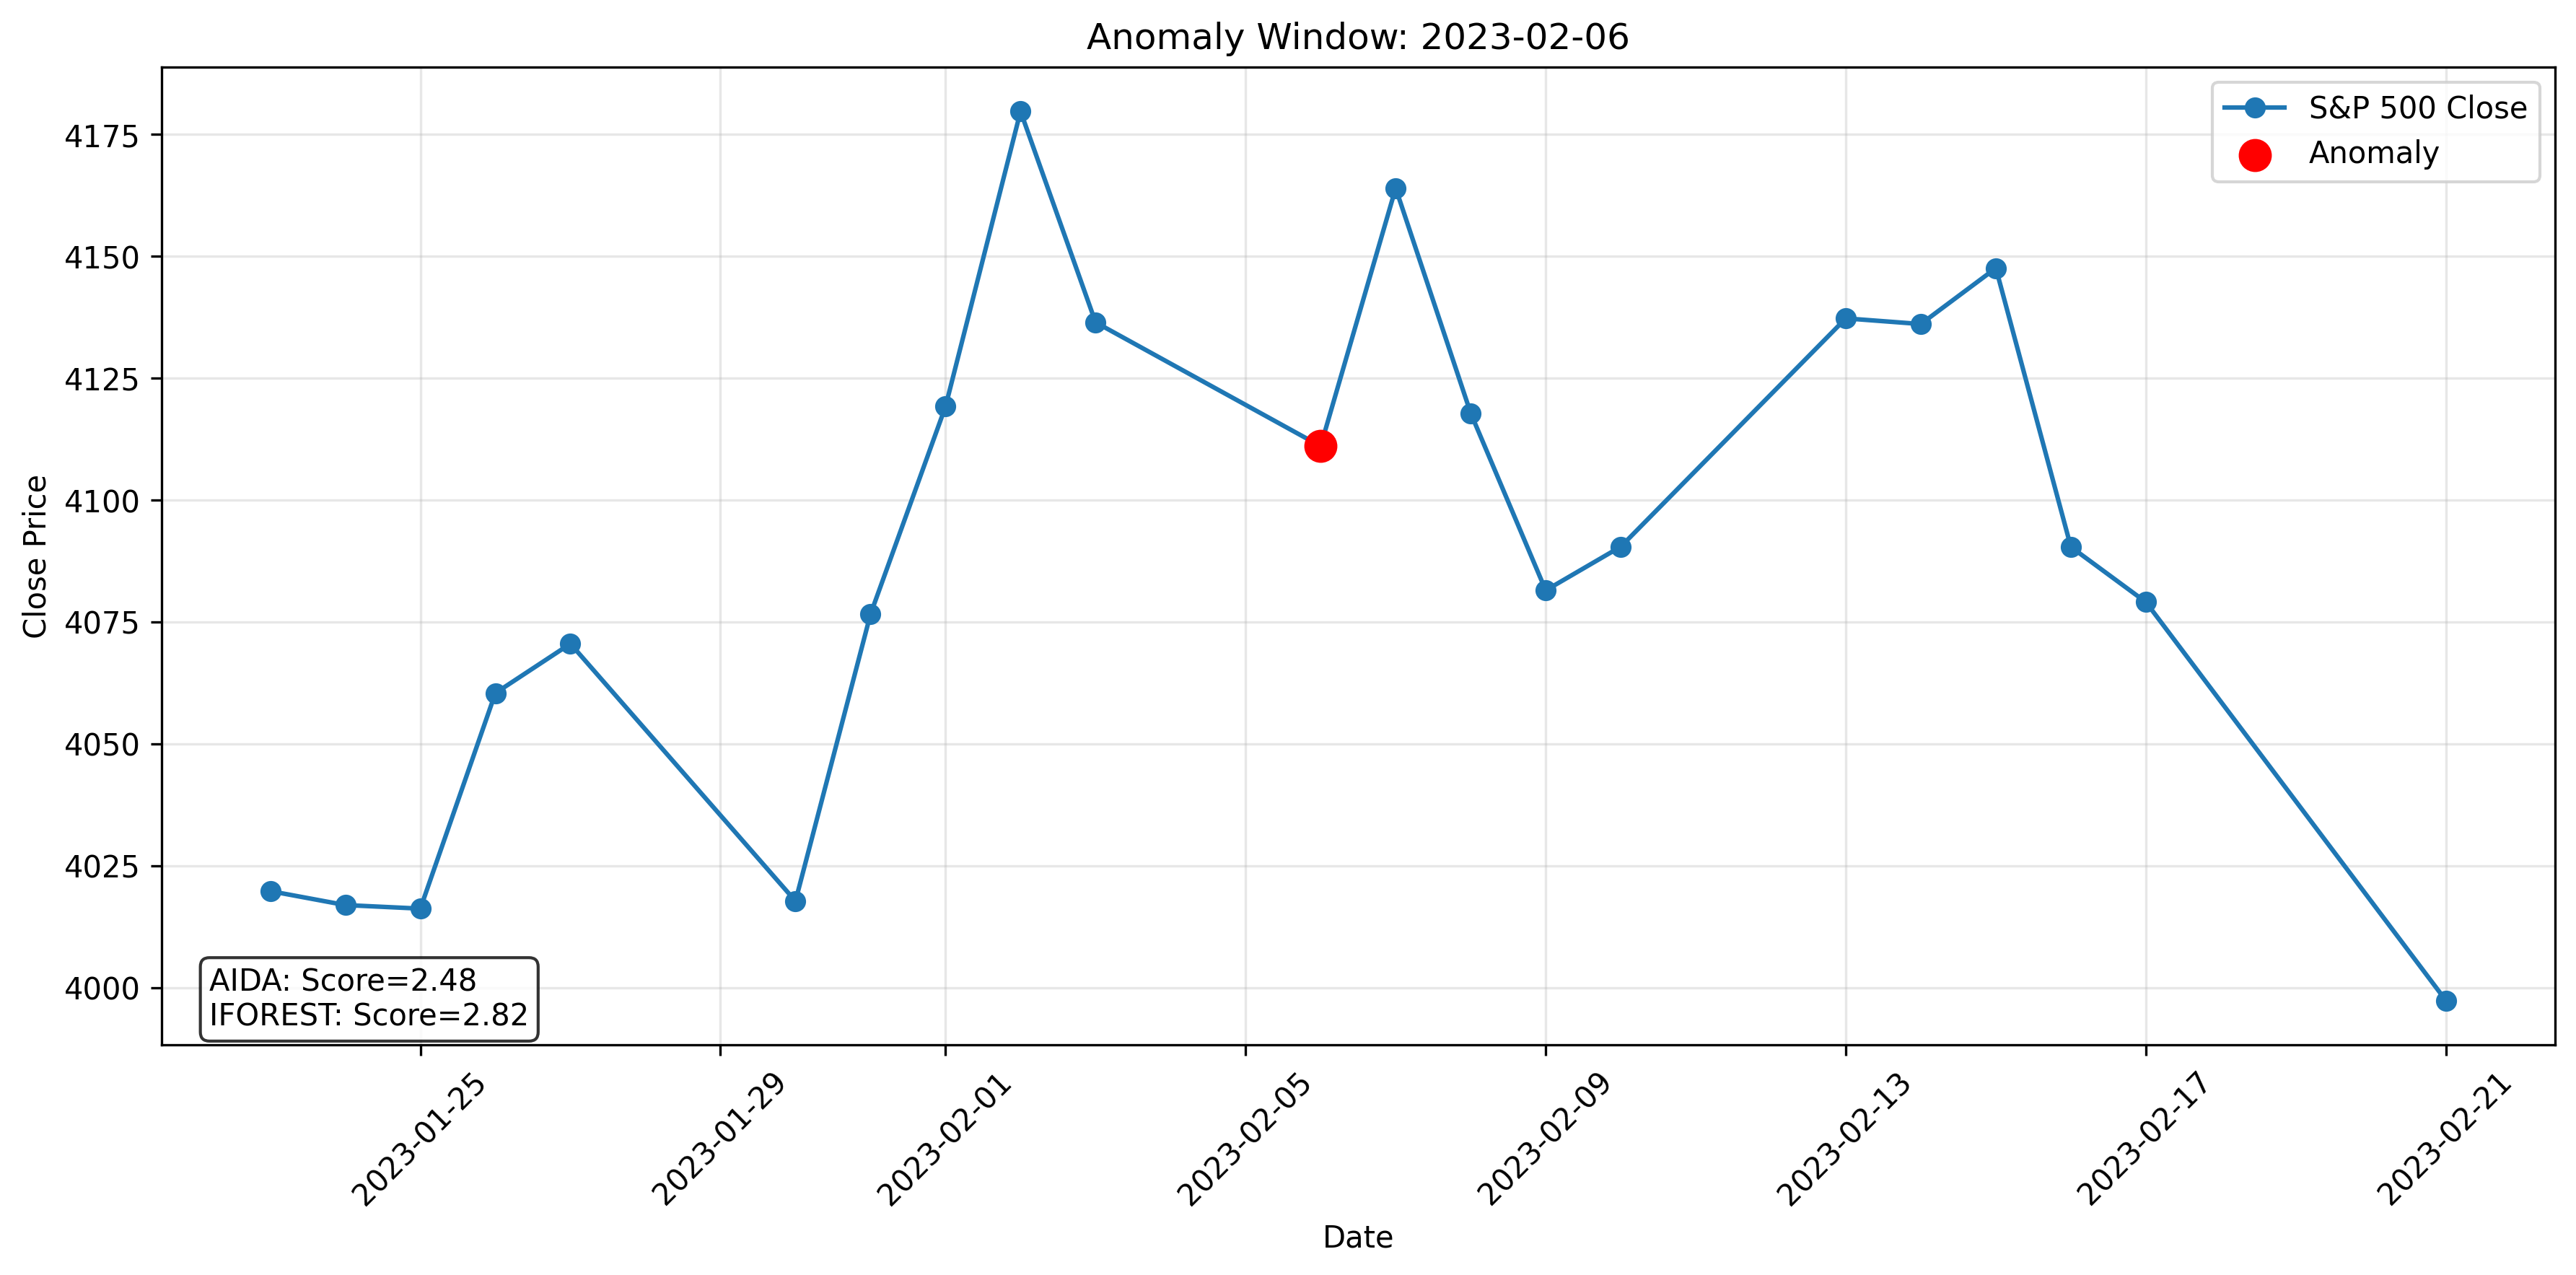 Anomaly Window: 2023-02-06
S&P 500 Close
Anomaly
Close Price
4175
4150
4125
4100
4075
4050
4025
4000
AIDA: Score=2.48
IFOREST: Score=2.82
2023-01-25
2023-01-29
2023-02-01
2023-02-05
2023-02-09
2023-02-13
2023-02-17
2023-02-21
Date